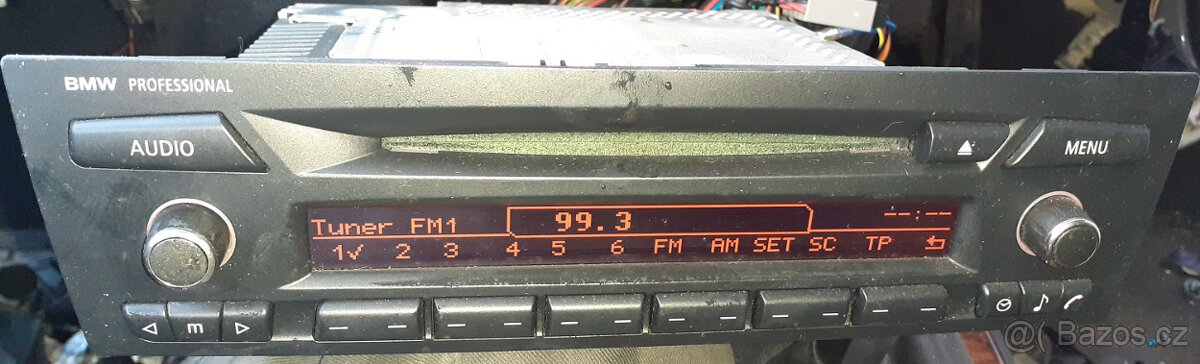 BMW PROFESSIONAL
AUDIO
MENU
Tuner FM1 99.3 --:--
1✓ 2 3 4 5 6 FM AM SET SC TP
m
Bazos.cz